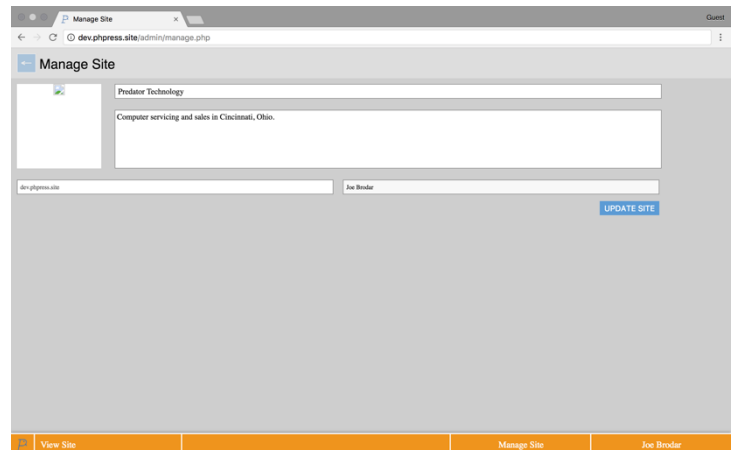 Manage Site
Guest
dev.phpress.site/admin/manage.php
Manage Site
Predator Technology
Computer servicing and sales in Cincinnati, Ohio.
dev.phpress.site
Joe Brodar
UPDATE SITE
View Site
Manage Site
Joe Brodar